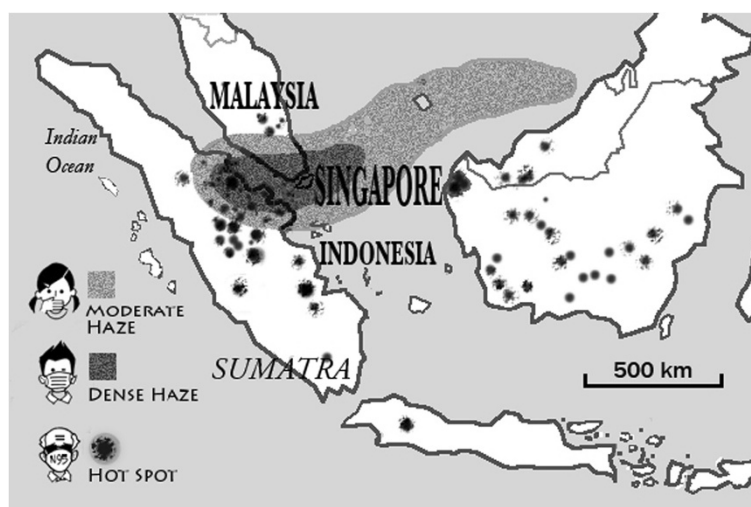 MALAYSIA
Indian
Ocean
SINGAPORE
INDONESIA
MODERATE
HAZE
SUMATRA
500 km
DENSE HAZE
N95
HOT SPOT